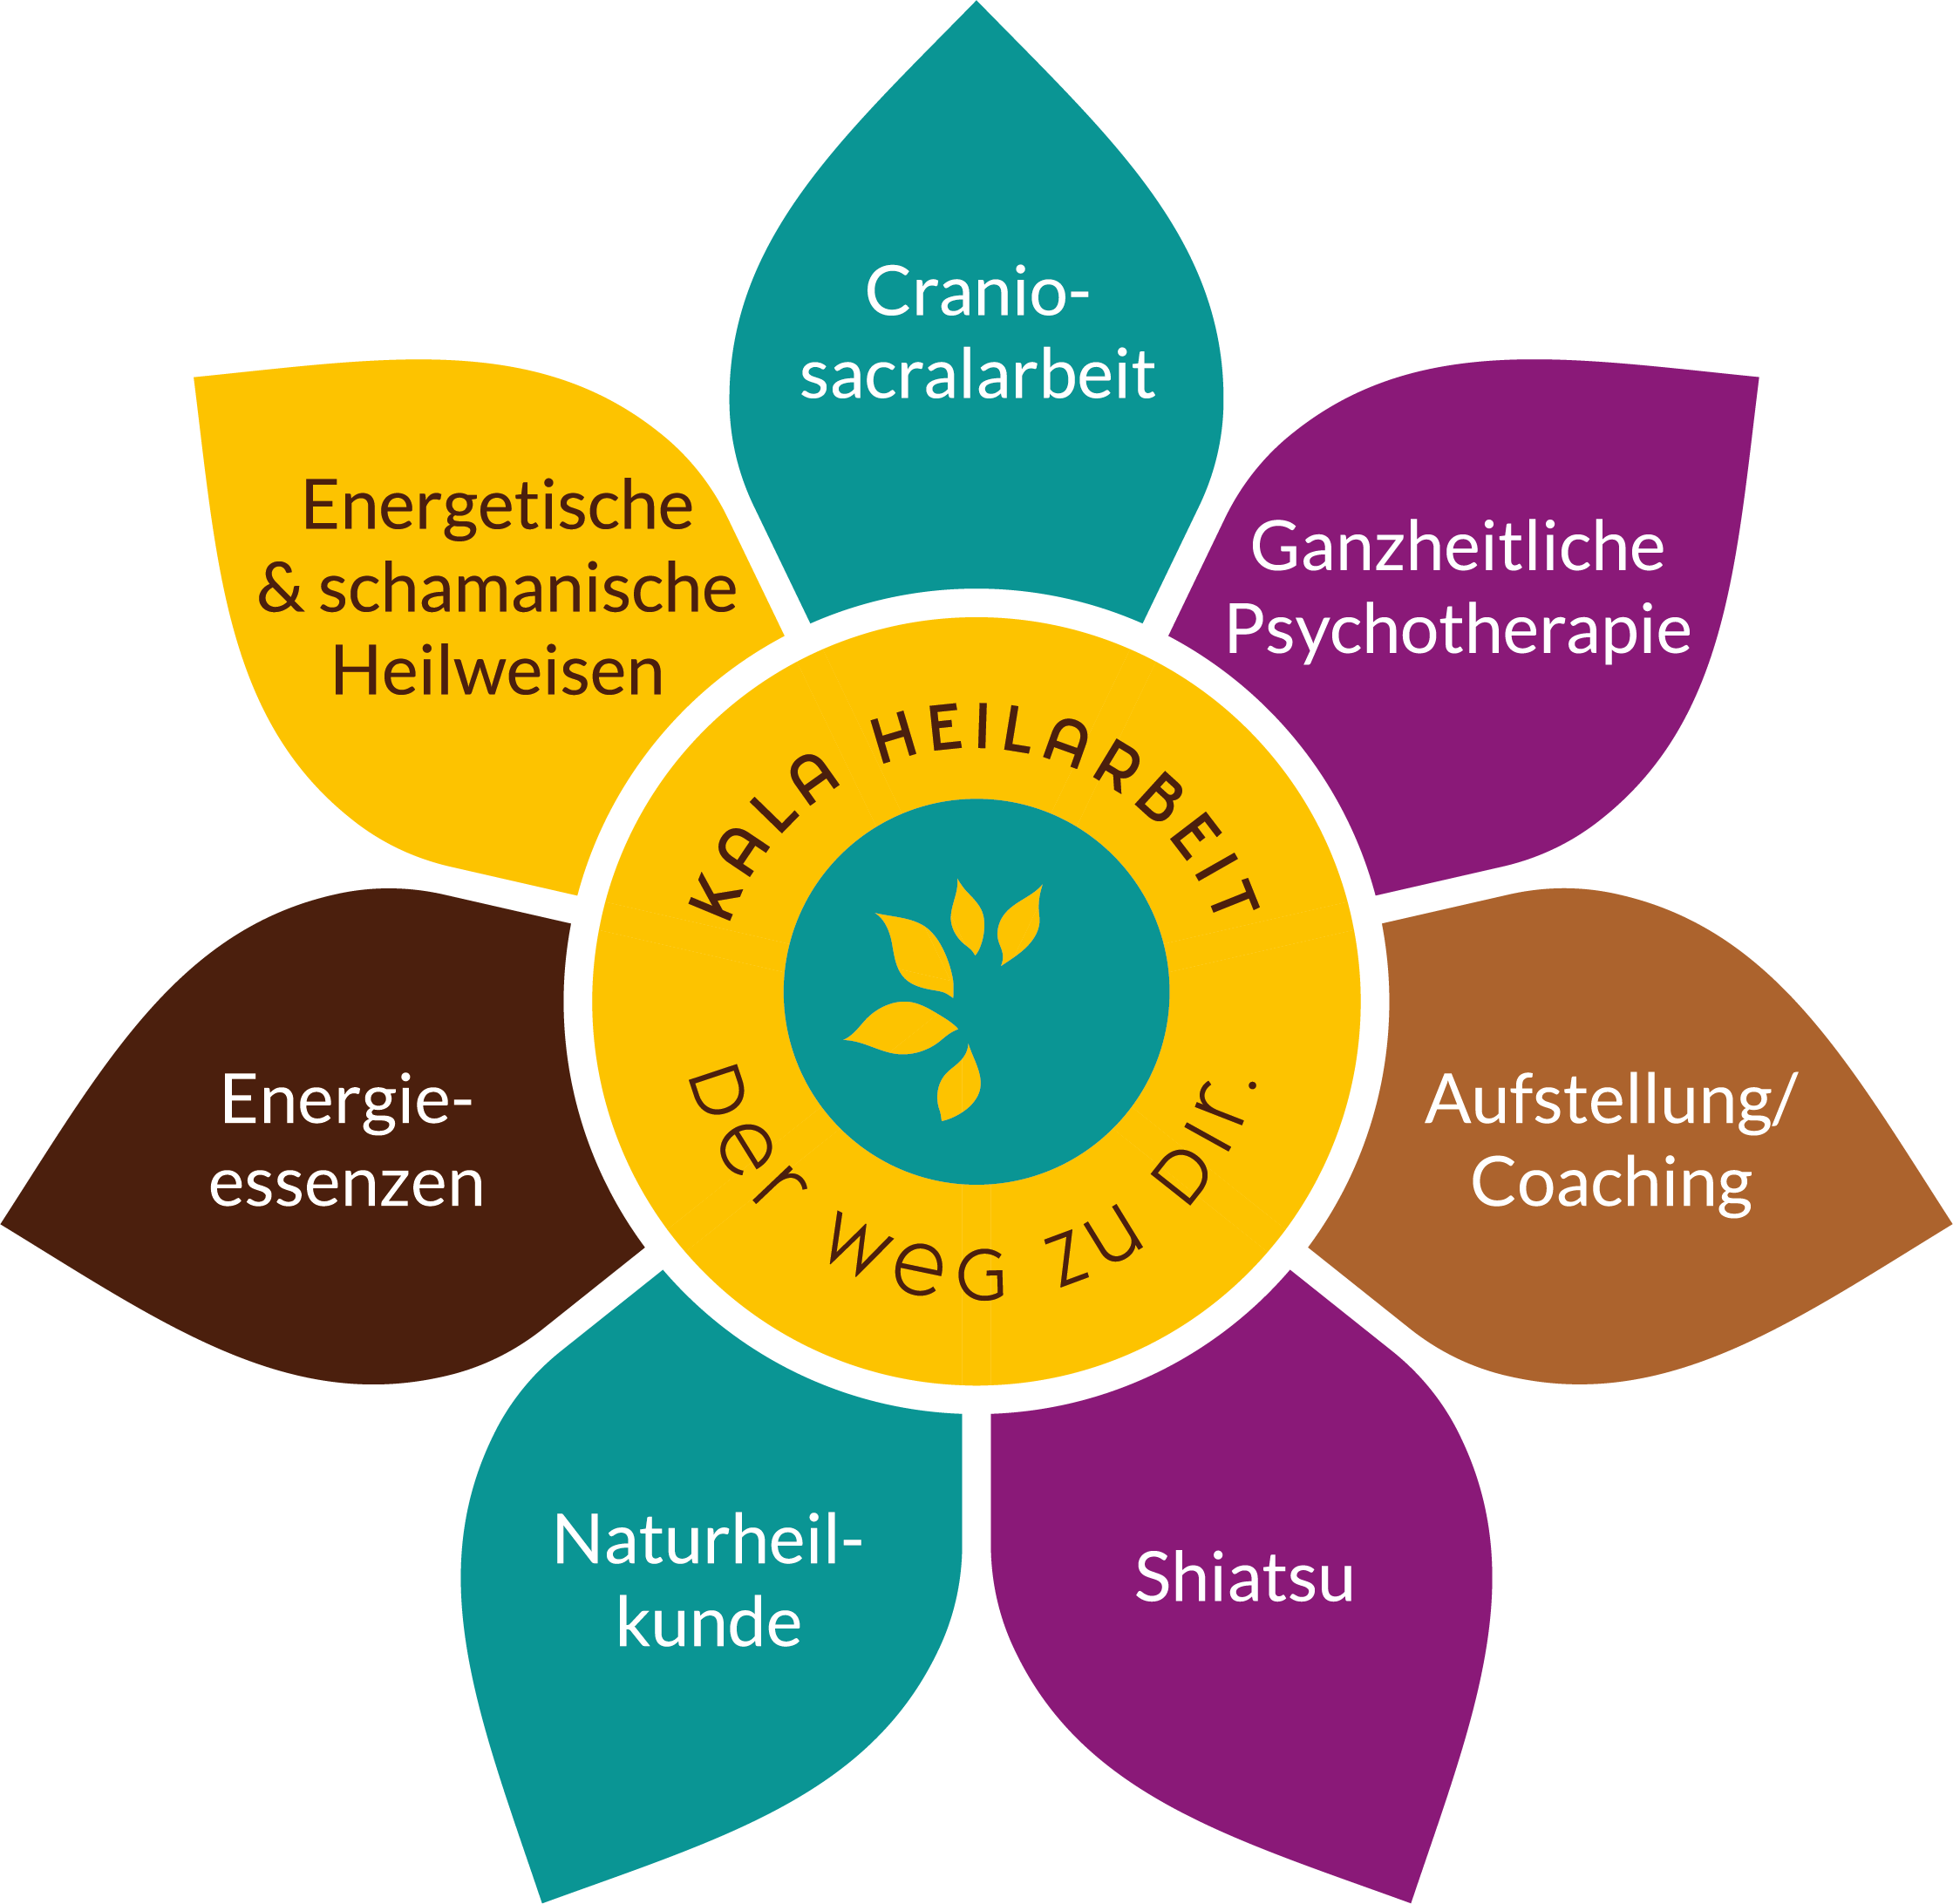 Cranio-
sacralarbeit
Ganzheitliche
Psychotherapie
Aufstellung/
Coaching
Shiatsu
Naturheil-
kunde
Energie-
essenzen
Energetische
& schamanische
Heilweisen
KALA HEILARBEIT
Der weG zu Dir.